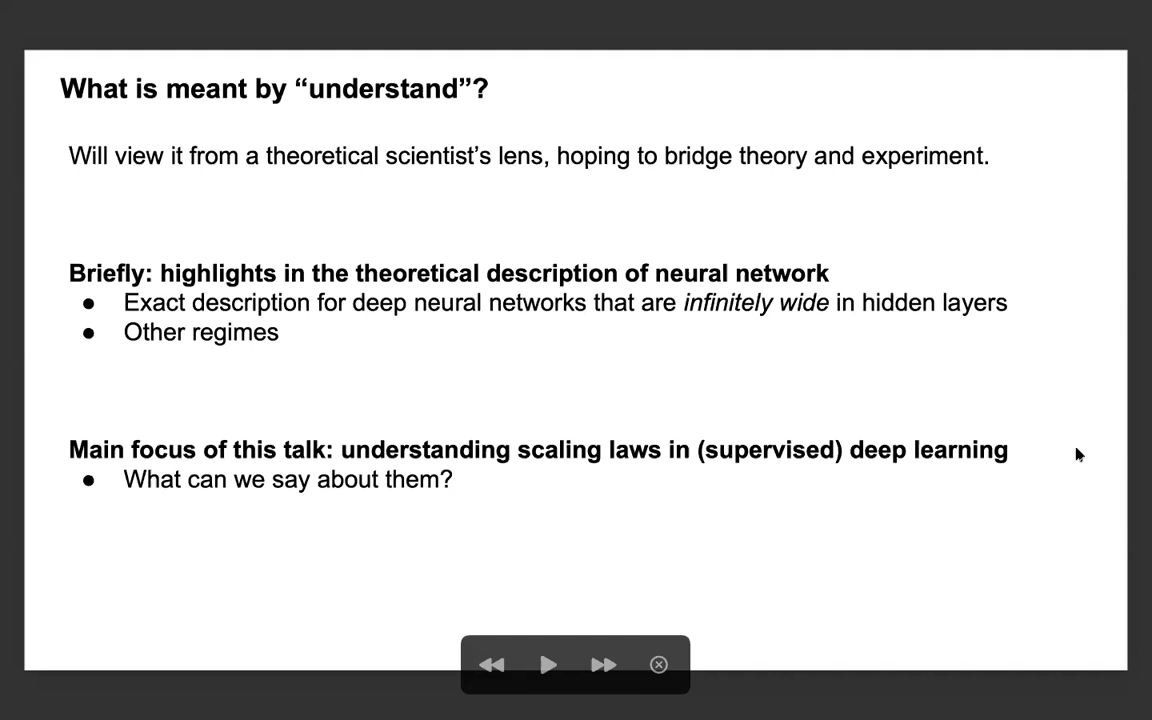 What is meant by “understand”?
Will view it from a theoretical scientist’s lens, hoping to bridge theory and experiment.
Briefly: highlights in the theoretical description of neural network
● Exact description for deep neural networks that are infinitely wide in hidden layers
● Other regimes
Main focus of this talk: understanding scaling laws in (supervised) deep learning
● What can we say about them?